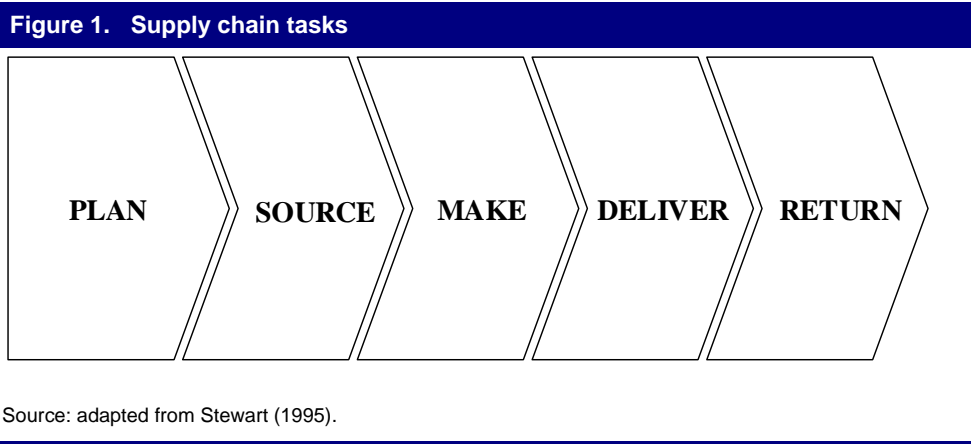 Figure 1. Supply chain tasks
PLAN SOURCE MAKE DELIVER RETURN
Source: adapted from Stewart (1995).